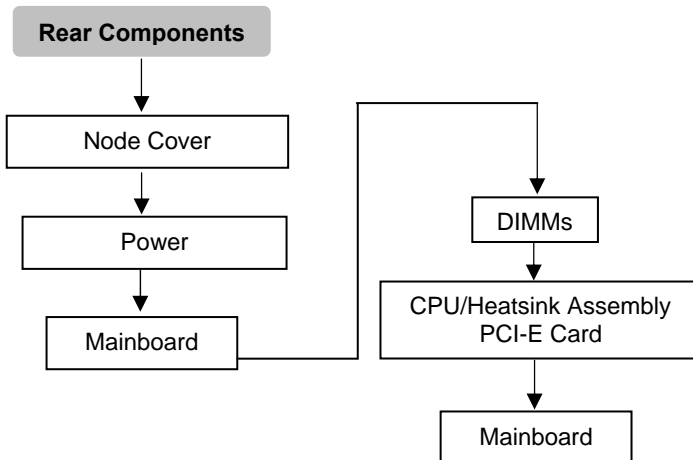 Rear Components
Node Cover
Power
Mainboard
DIMMs
CPU/Heatsink Assembly
PCI-E Card
Mainboard